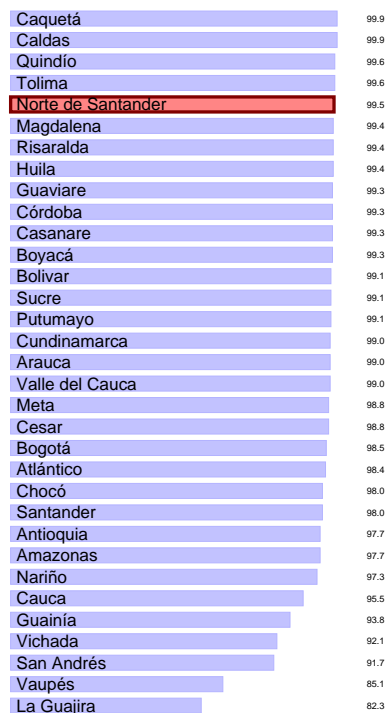 Caquetá 99.9
Caldas 99.9
Quindío 99.6
Tolima 99.6
Norte de Santander 99.5
Magdalena 99.4
Risaralda 99.4
Huila 99.4
Guaviare 99.3
Córdoba 99.3
Casanare 99.3
Boyacá 99.3
Bolivar 99.1
Sucre 99.1
Putumayo 99.1
Cundinamarca 99.0
Arauca 99.0
Valle del Cauca 99.0
Meta 98.8
Cesar 98.8
Bogotá 98.5
Atlántico 98.4
Chocó 98.0
Santander 98.0
Antioquia 97.7
Amazonas 97.7
Nariño 97.3
Cauca 95.5
Guainía 93.8
Vichada 92.1
San Andrés 91.7
Vaupés 85.1
La Guajira 82.3